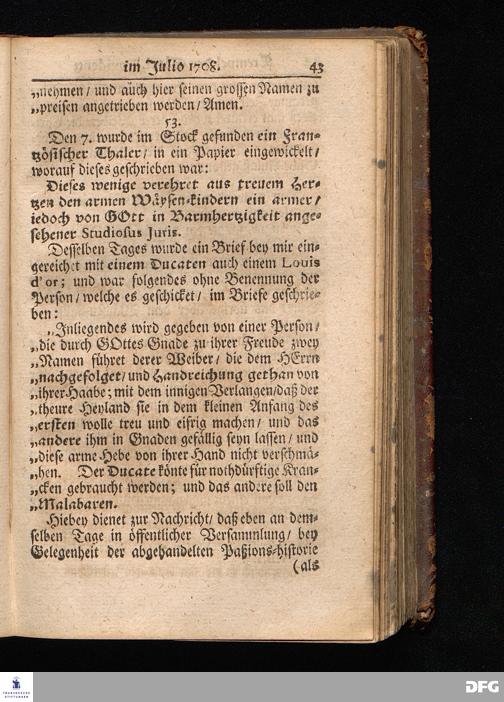 im Julio 1708. 43
„nehmen/ und auch hier seinen grossen Namen zu
„preisen angetrieben werden/ Amen.
53.
Den 7. wurde im Stock gefunden ein Fran-
tzösischer Thaler/ in ein Papier eingewickelt/
worauf dieses geschrieben war:
Dieses wenige verehret aus treuem Her-
tzen den armen Wäysen-kindern ein armer/
iedoch von GOtt in Barmhertzigkeit ange-
sehener Studiosus Juris.
Desselben Tages wurde ein Brief bey mir ein-
gereichet mit einem Ducaten auch einem Louis
d'or; und war folgendes ohne Benennung der
Person/ welche es geschicket/ im Briefe geschrie-
ben:
„Inliegendes wird gegeben von einer Person/
„die durch GOttes Gnade zu ihrer Freude zwey
„Namen führet derer Weiber/ die dem HErrn
„nachgefolget/ und Handreichung gethan von
„ihrer Haabe; mit dem innigen Verlangen/ daß der
„theure Heyland sie in dem kleinen Anfang des
„ersten wolle treu und eifrig machen/ und das
„andere ihm in Gnaden gefällig seyn lassen/ und
„diese arme Hebe von ihrer Hand nicht verschmä-
„hen. Der Ducate könte für nothdürftige Kran-
„cken gebraucht werden; und das andere soll den
„Malabaren.
Hiebey dienet zur Nachricht/ daß eben an dem-
selben Tage in öffentlicher Versammlung/ bey
Gelegenheit der abgehandelten Paßions-historie
(als
FRANCKESCHE
STIFTUNGEN
DFG